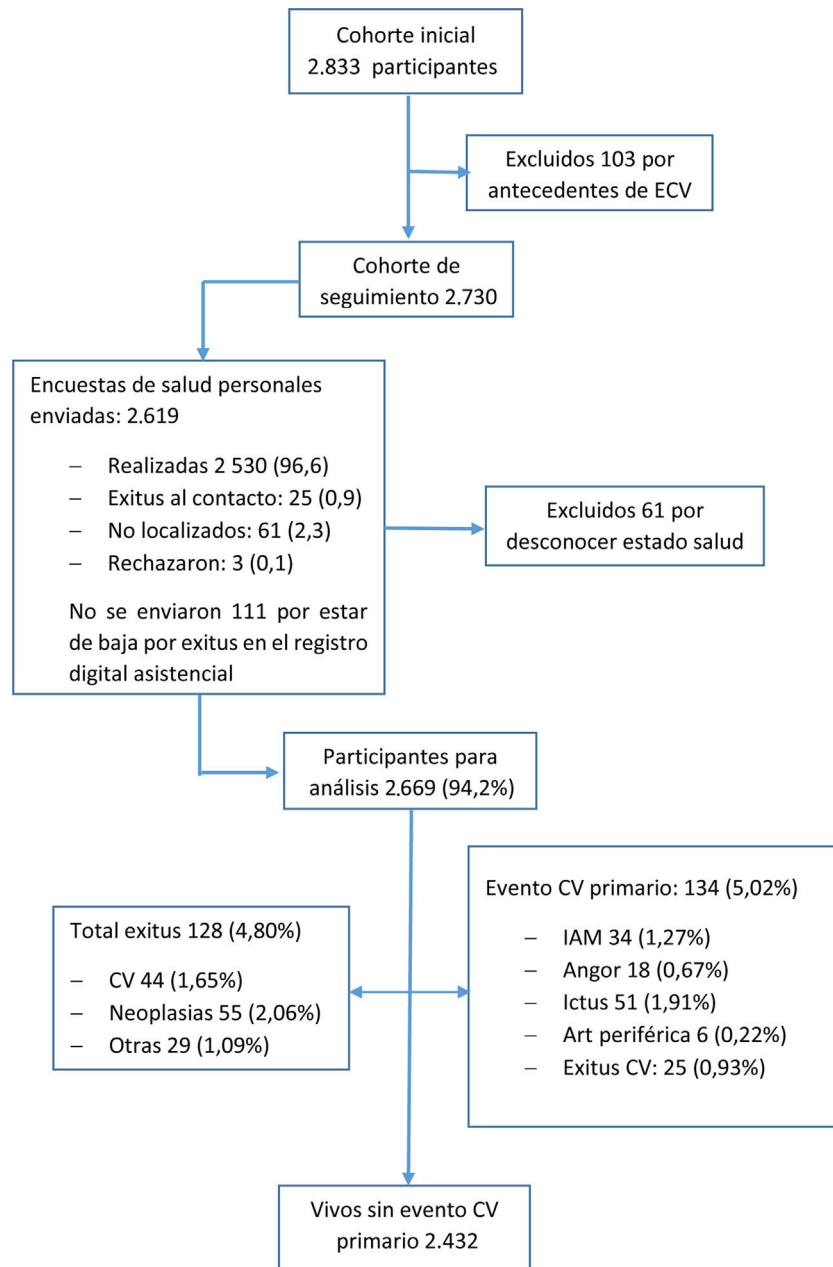 Cohorte inicial
2.833 participantes
Excluidos 103 por
antecedentes de ECV
Cohorte de
seguimiento 2.730
Encuestas de salud personales
enviadas: 2.619
– Realizadas 2 530 (96,6)
– Exitus al contacto: 25 (0,9)
– No localizados: 61 (2,3)
– Rechazaron: 3 (0,1)
No se enviaron 111 por estar
de baja por exitus en el registro
digital asistencial
Excluidos 61 por
desconocer estado salud
Participantes para
análisis 2.669 (94,2%)
Total exitus 128 (4,80%)
– CV 44 (1,65%)
– Neoplasias 55 (2,06%)
– Otras 29 (1,09%)
Evento CV primario: 134 (5,02%)
– IAM 34 (1,27%)
– Angor 18 (0,67%)
– Ictus 51 (1,91%)
– Art periférica 6 (0,22%)
– Exitus CV: 25 (0,93%)
Vivos sin evento CV
primario 2.432